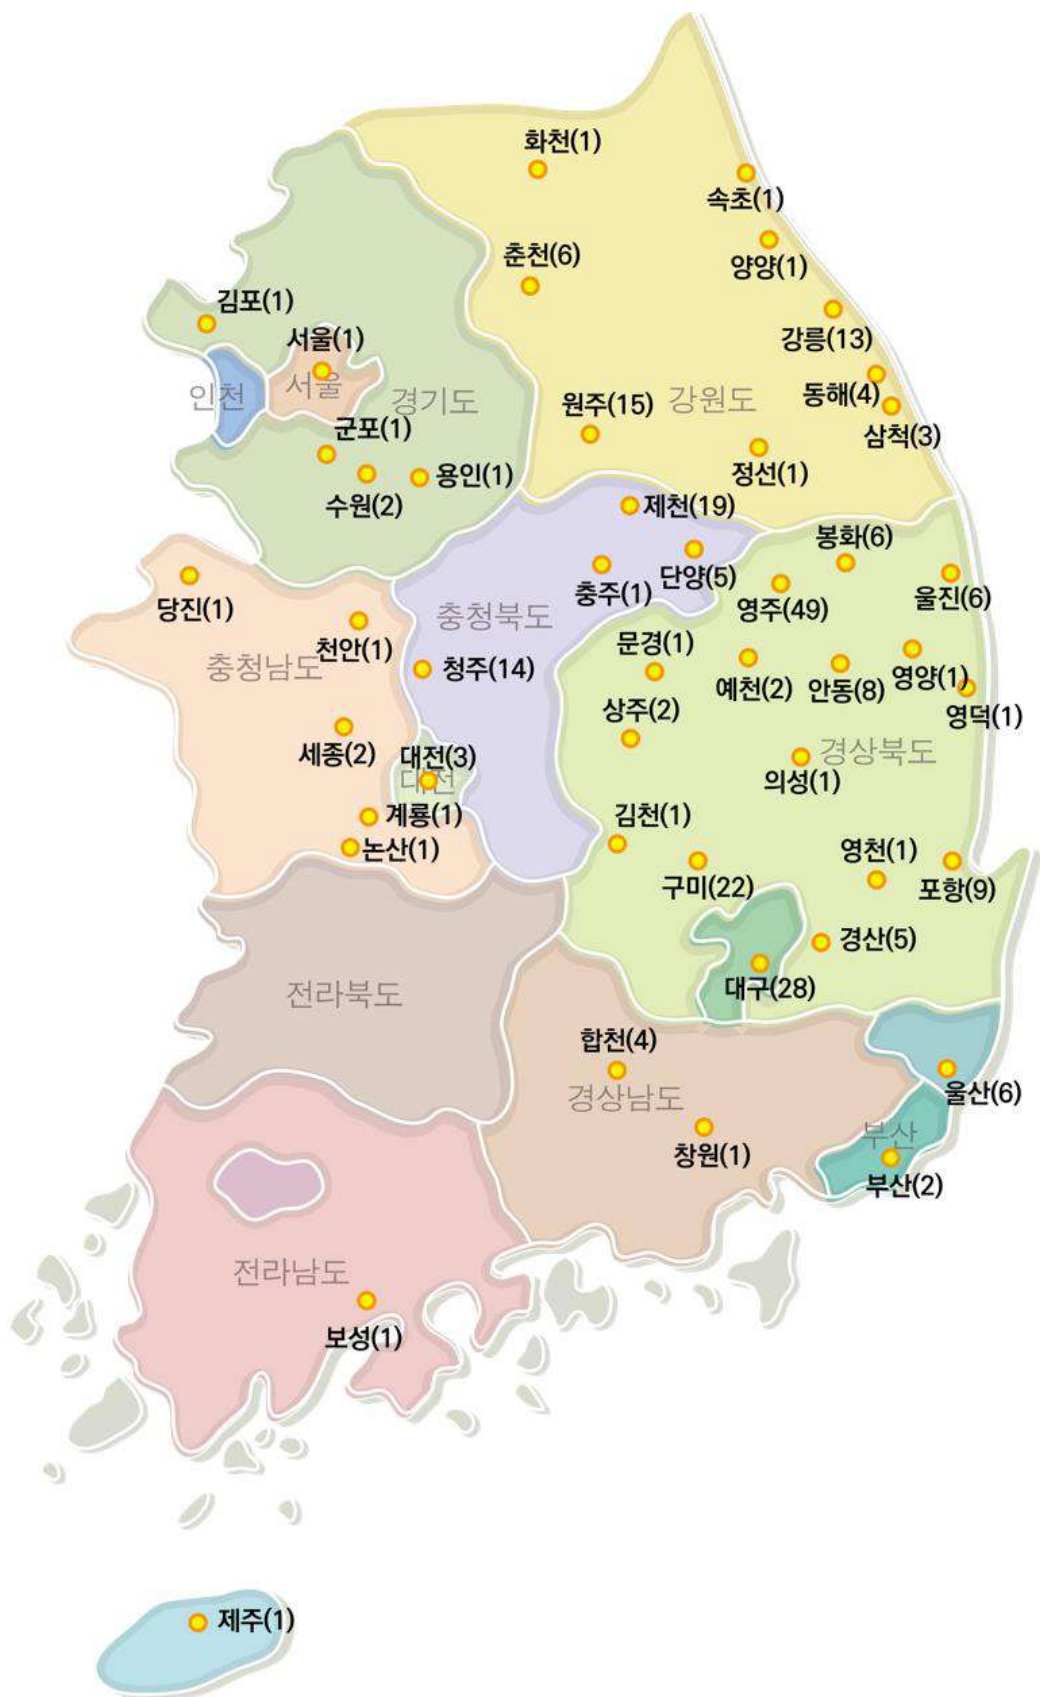 화천(1)
속초(1)
춘천(6)
양양(1)
김포(1)
강릉(13)
서울(1)
서울
인천
경기도
강원도
동해(4)
원주(15)
삼척(3)
군포(1)
정선(1)
용인(1)
수원(2)
제천(19)
봉화(6)
단양(5)
충주(1)
울진(6)
영주(49)
당진(1)
충청북도
천안(1)
충청남도
청주(14)
문경(1)
예천(2)
안동(8)
영양(1)
영덕(1)
상주(2)
세종(2)
경상북도
대전(3)
대전
의성(1)
계룡(1)
김천(1)
논산(1)
영천(1)
구미(22)
포항(9)
경산(5)
대구(28)
전라북도
합천(4)
경상남도
울산(6)
부산
창원(1)
부산(2)
전라남도
보성(1)
제주(1)